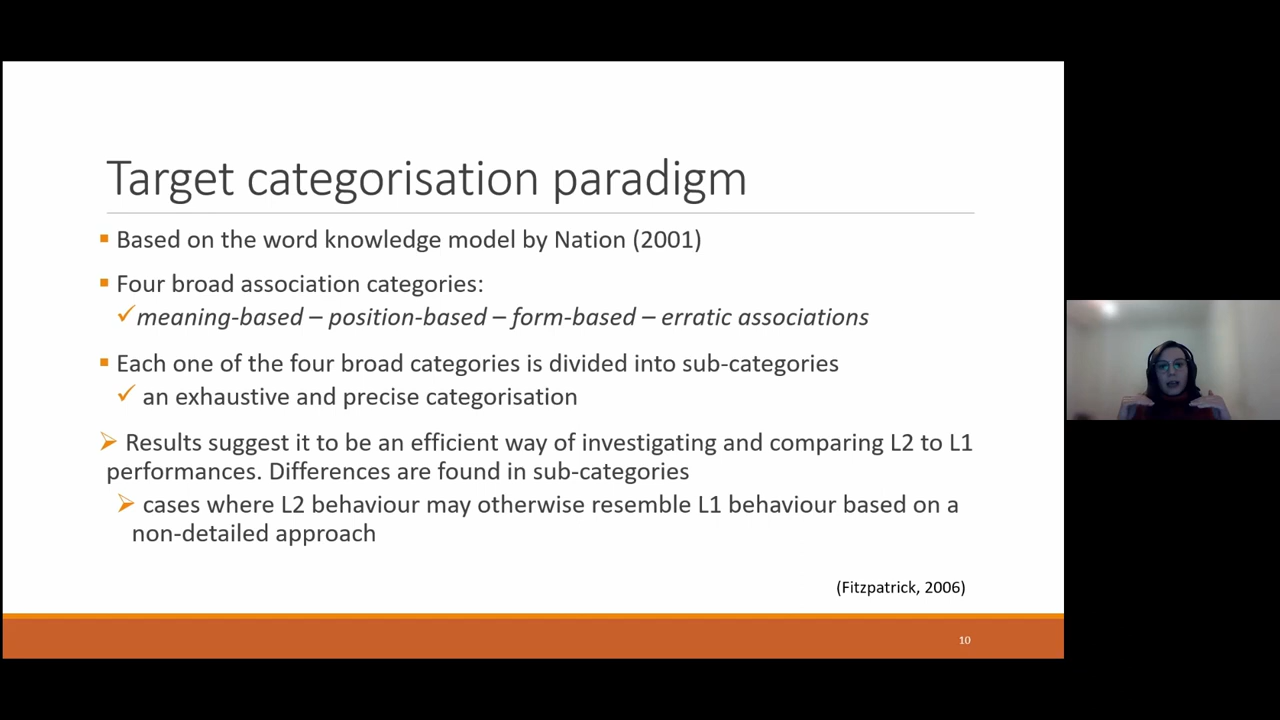 Target categorisation paradigm
Based on the word knowledge model by Nation (2001)
Four broad association categories:
meaning-based – position-based – form-based – erratic associations
Each one of the four broad categories is divided into sub-categories
an exhaustive and precise categorisation
Results suggest it to be an efficient way of investigating and comparing L2 to L1
performances. Differences are found in sub-categories
cases where L2 behaviour may otherwise resemble L1 behaviour based on a
non-detailed approach
(Fitzpatrick, 2006)
10